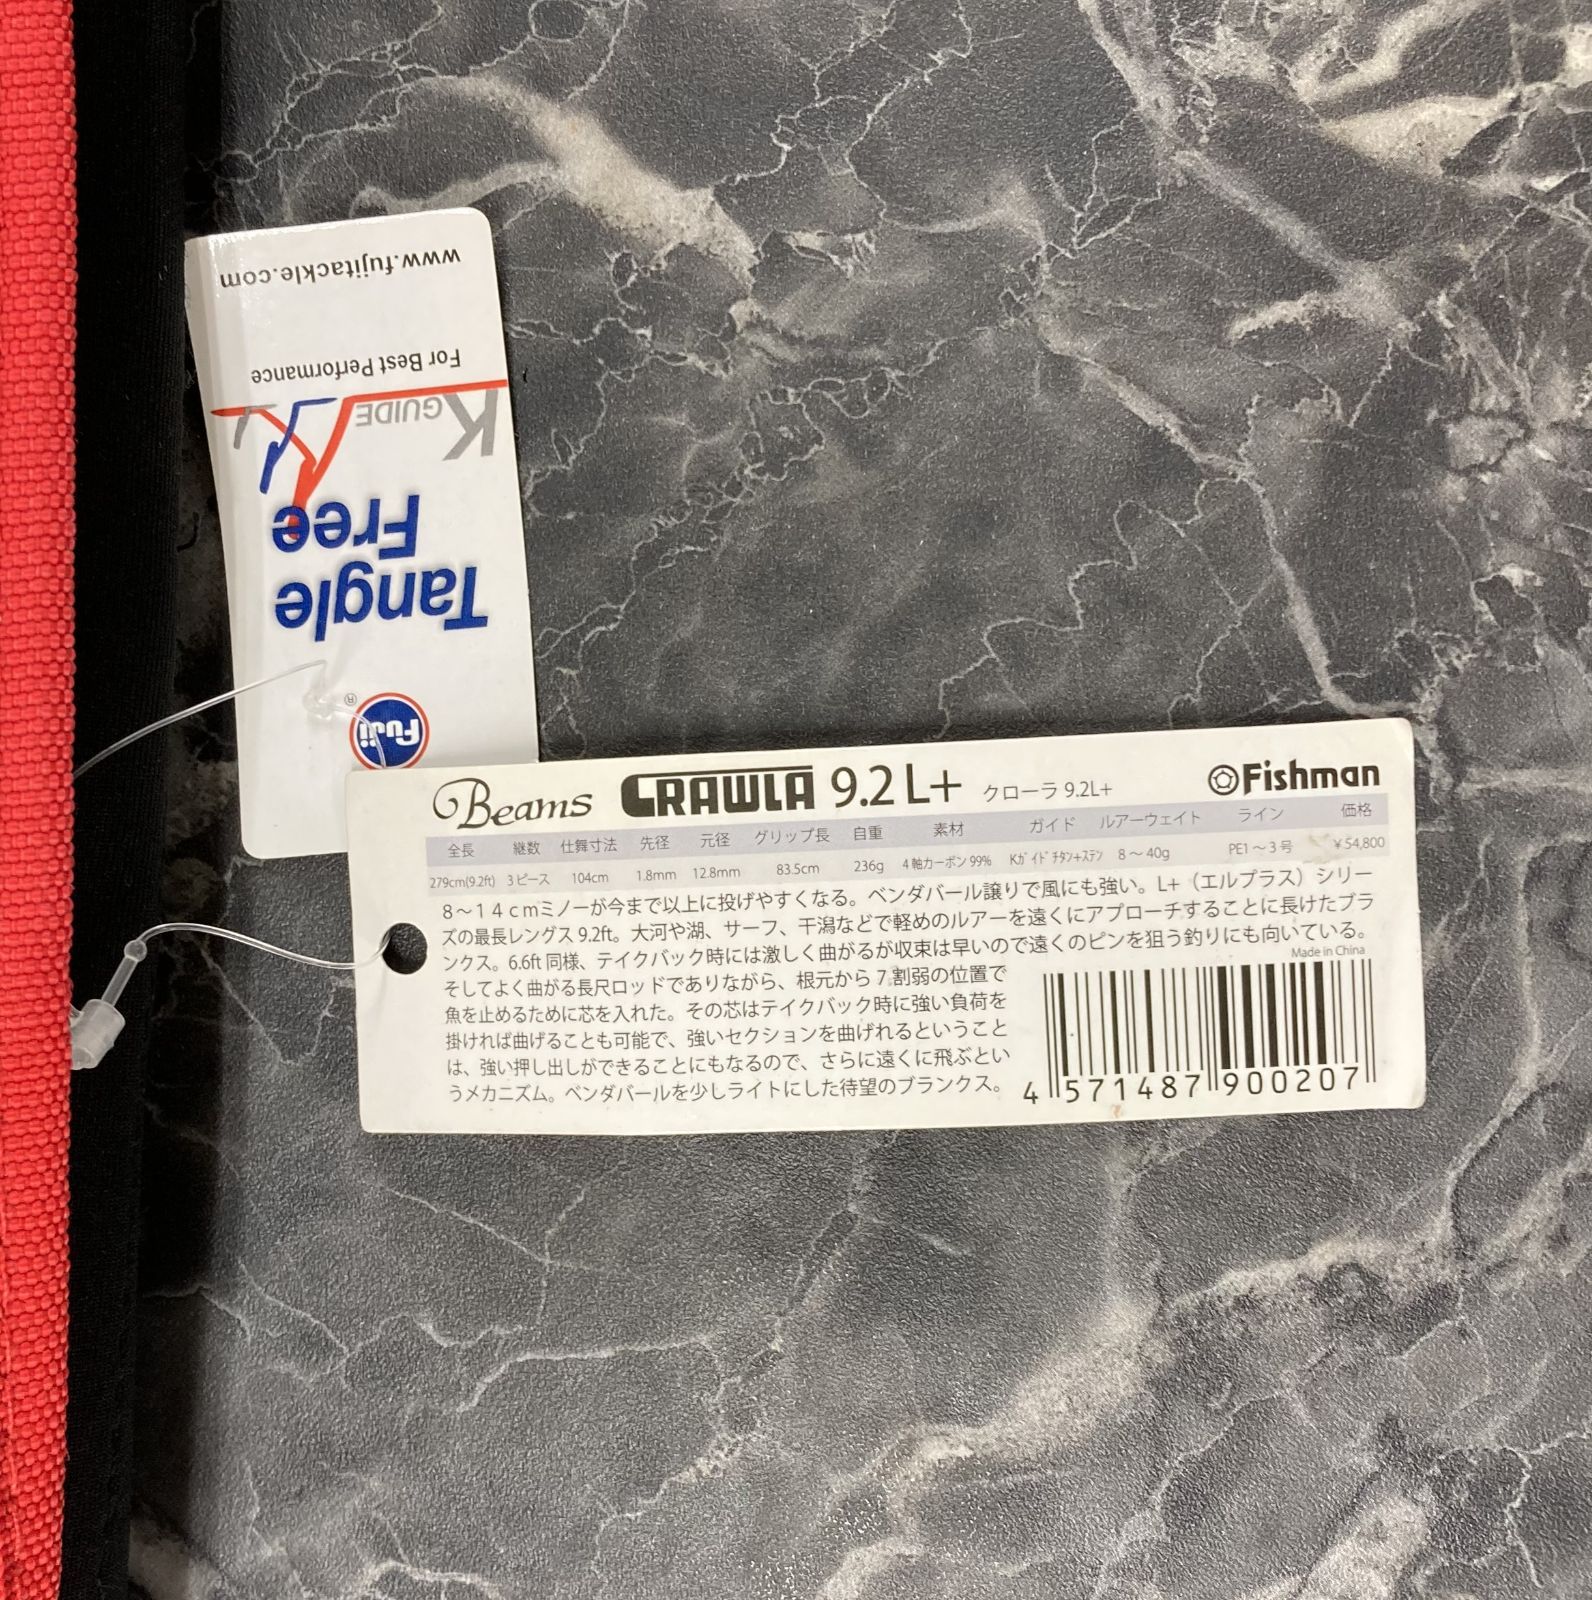 www.fujitackle.com
For Best Performance
K GUIDE
Tangle
Free
Fuji
®
Beams CRAWLA 9.2 L+ クローラ 9.2L+ Fishman
全長 継数 仕舞寸法 先径 元径 グリップ長 自重 素材 ガイド ルアーウェイト ライン 価格
279cm(9.2ft) 3ピース 104cm 1.8mm 12.8mm 83.5cm 236g 4軸カーボン99% Kガイドチタン+ステン 8～40g PE1～3号 ￥54,800
8～14cmミノーが今まで以上に投げやすくなる。ベンダバール譲りで風にも強い。L+（エルプラス）シリー
ズの最長レングス9.2ft。大河や湖、サーフ、干潟などで軽めのルアーを遠くにアプローチすることに長けたブラ
ンクス。6.6ft同様、テイクバック時には激しく曲がるが収束は早いので遠くのピンを狙う釣りにも向いている。
Made in China
そしてよく曲がる長尺ロッドでありながら、根元から7割弱の位置で
魚を止めるために芯を入れた。その芯はテイクバック時に強い負荷を
掛ければ曲げることも可能で、強いセクションを曲げれるということ
は、強い押し出しができることにもなるので、さらに遠くに飛ぶとい
うメカニズム。ベンダバールを少しライトにした待望のブランクス。
4 571487 900207